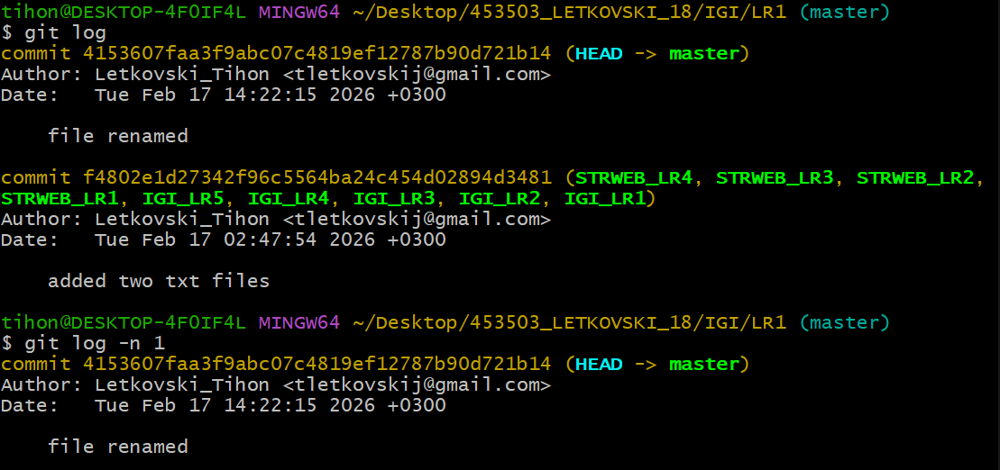 tihon@DESKTOP-4F0IF4L MINGW64 ~/Desktop/453503_LETKOVSKI_18/IGI/LR1 (master)
$ git log
commit 4153607faa3f9abc07c4819ef12787b90d721b14 (HEAD -> master)
Author: Letkovski_Tihon <tletkovskij@gmail.com>
Date:   Tue Feb 17 14:22:15 2026 +0300
    file renamed
commit f4802e1d27342f96c5564ba24c454d02894d3481 (STRWEB_LR4, STRWEB_LR3, STRWEB_LR2,
STRWEB_LR1, IGI_LR5, IGI_LR4, IGI_LR3, IGI_LR2, IGI_LR1)
Author: Letkovski_Tihon <tletkovskij@gmail.com>
Date:   Tue Feb 17 02:47:54 2026 +0300
    added two txt files
tihon@DESKTOP-4F0IF4L MINGW64 ~/Desktop/453503_LETKOVSKI_18/IGI/LR1 (master)
$ git log -n 1
commit 4153607faa3f9abc07c4819ef12787b90d721b14 (HEAD -> master)
Author: Letkovski_Tihon <tletkovskij@gmail.com>
Date:   Tue Feb 17 14:22:15 2026 +0300
    file renamed